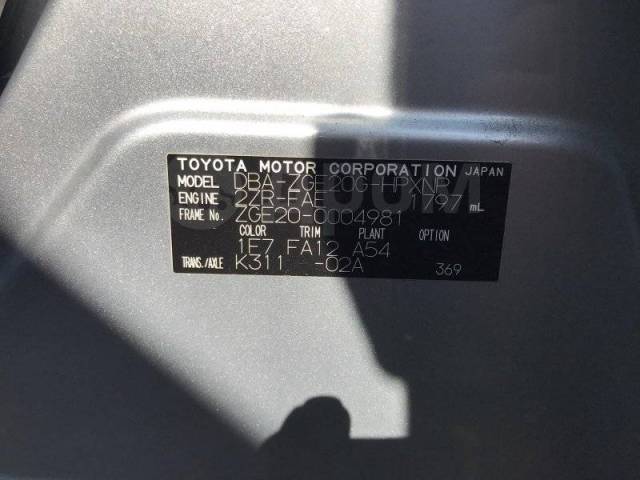 TOYOTA MOTOR CORPORATION JAPAN
MODEL DBA-ZGE20G-HPXNP
ENGINE 2ZR-FAE 1797 mL
FRAME No. ZGE20-0004981
COLOR TRIM PLANT OPTION
1E7 FA12 A54
TRANS./AXLE K311 -02A 369